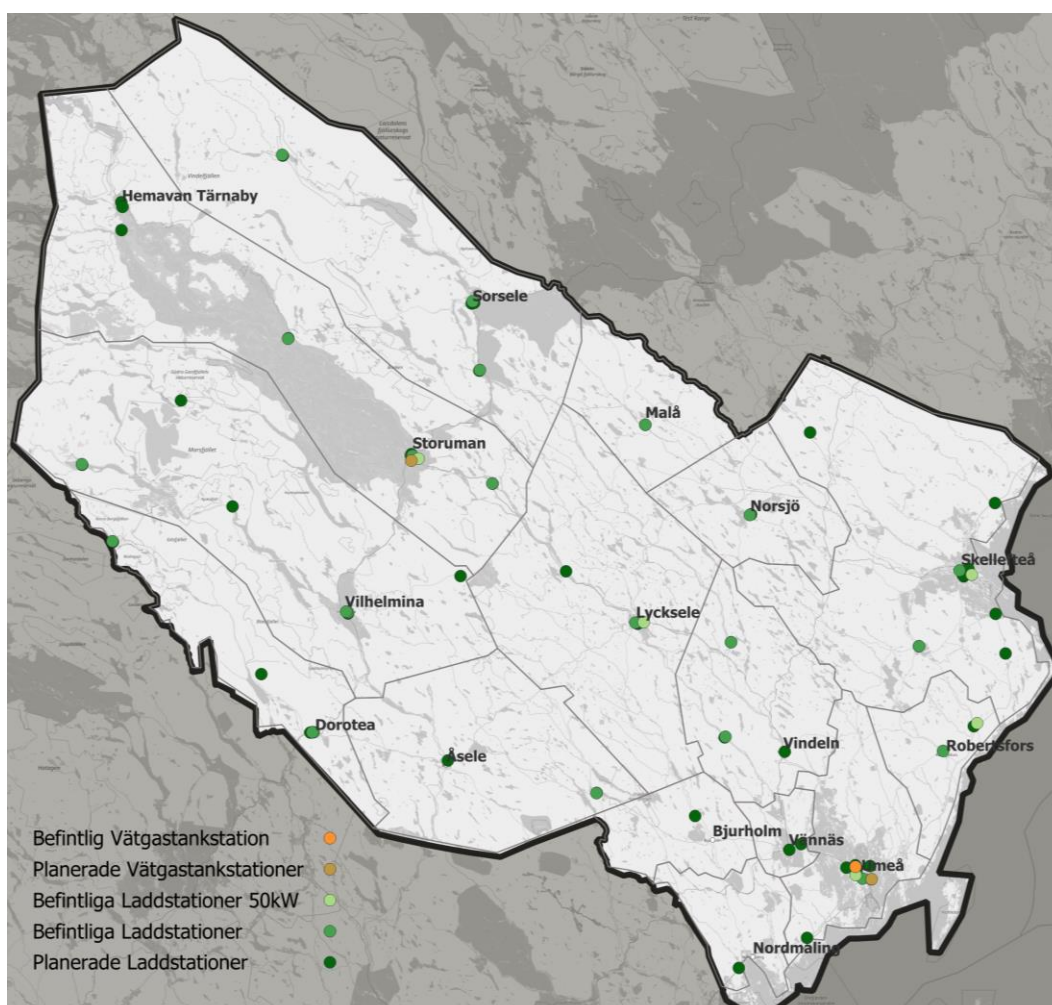 Hemavan Tärnaby
Sorsele
Malå
Storuman
Norsjö
Skellefteå
Vilhelmina
Lycksele
Dorotea
Åsele
Vindeln
Robertsfors
Bjurholm
Vännäs
Umeå
Nordmaling
Befintlig Vätgastankstation
Planerade Vätgastankstationer
Befintliga Laddstationer 50kW
Befintliga Laddstationer
Planerade Laddstationer